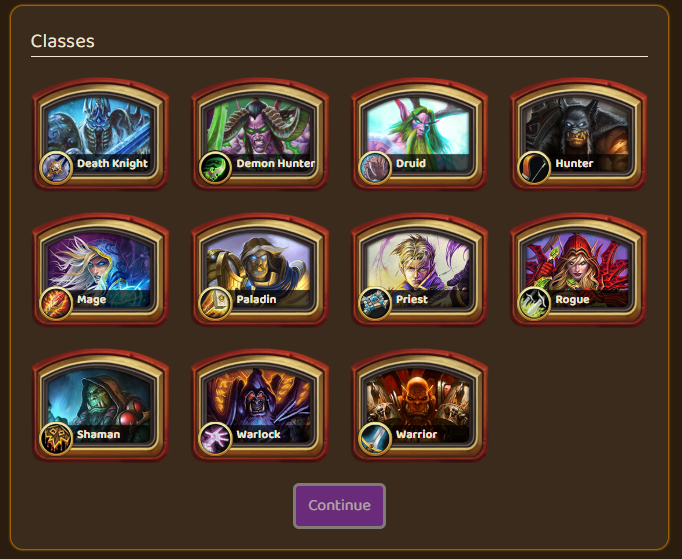 Classes
Death Knight
Demon Hunter
Druid
Hunter
Mage
Paladin
Priest
Rogue
Shaman
Warlock
Warrior
Continue